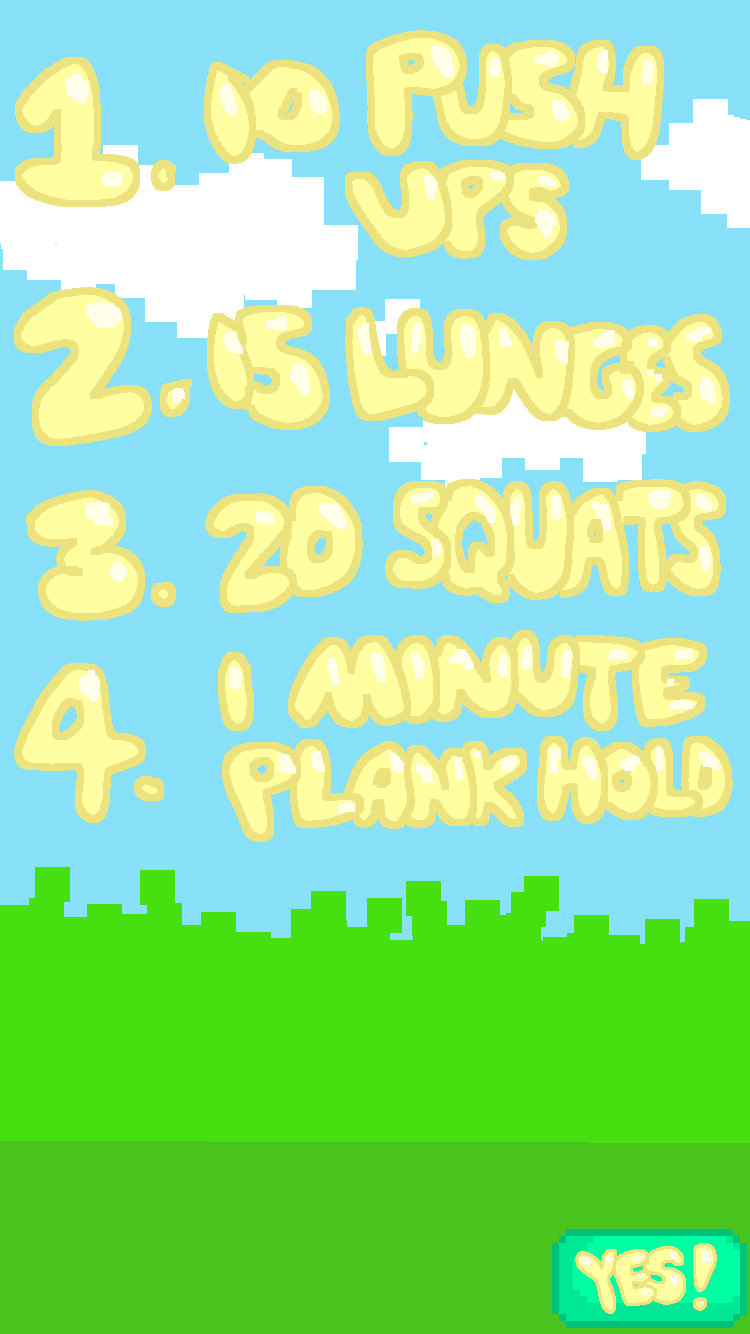 1. 10 PUSH
UPS
2. 15 LUNGES
3. 20 SQUATS
4. 1 MINUTE
PLANK HOLD
YES!